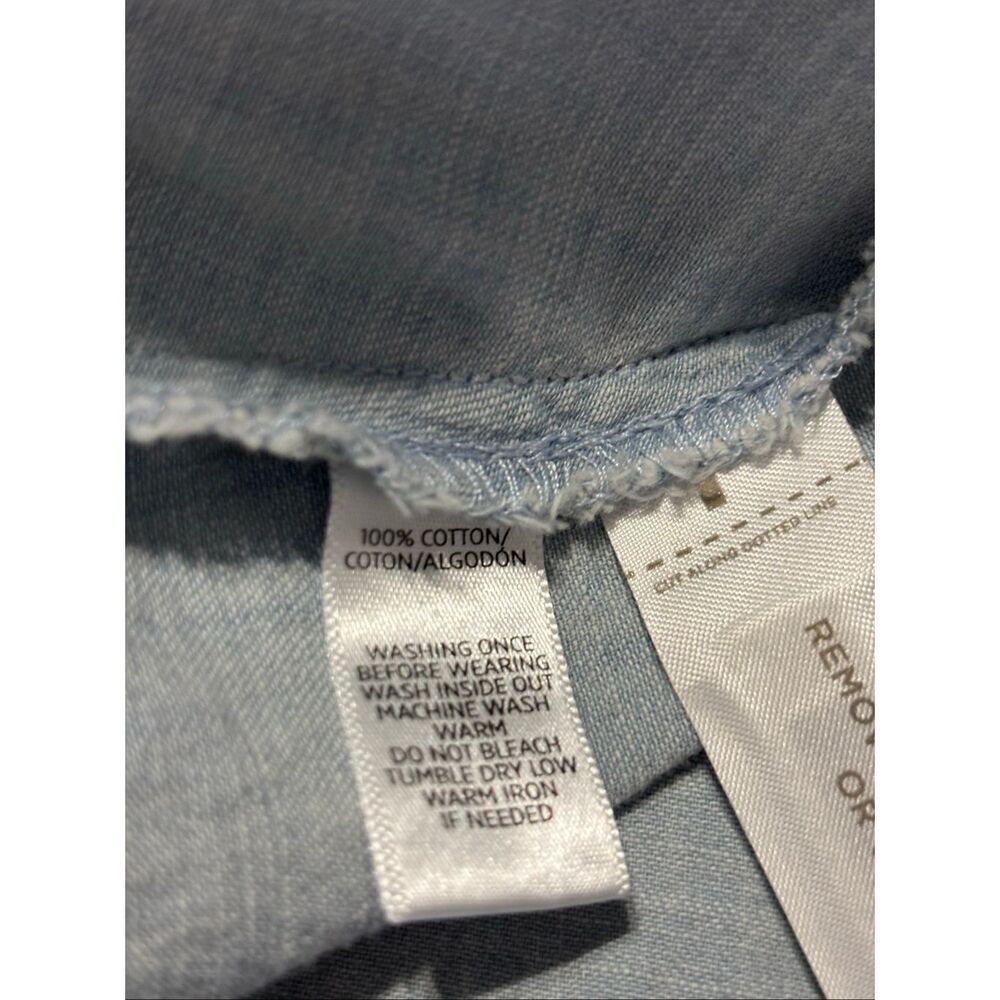 100% COTTON/
COTON/ALGODÓN
WASHING ONCE
BEFORE WEARING
WASH INSIDE OUT
MACHINE WASH
WARM
DO NOT BLEACH
TUMBLE DRY LOW
WARM IRON
IF NEEDED
CUT ALONG DOTTED LINE
OR